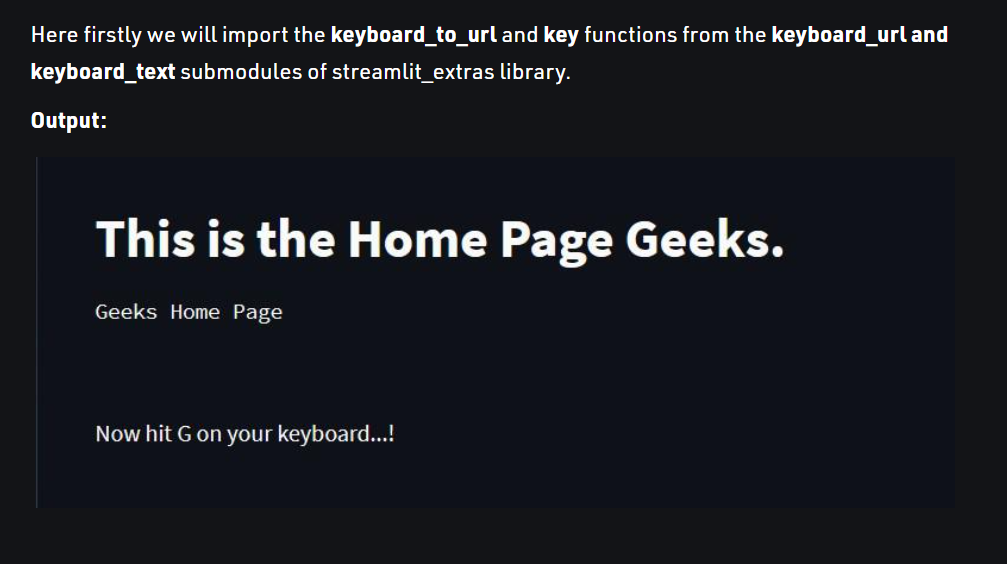 Here firstly we will import the keyboard_to_url and key functions from the keyboard_url and
keyboard_text submodules of streamlit_extras library.
Output:
This is the Home Page Geeks.
Geeks Home Page
Now hit G on your keyboard...!